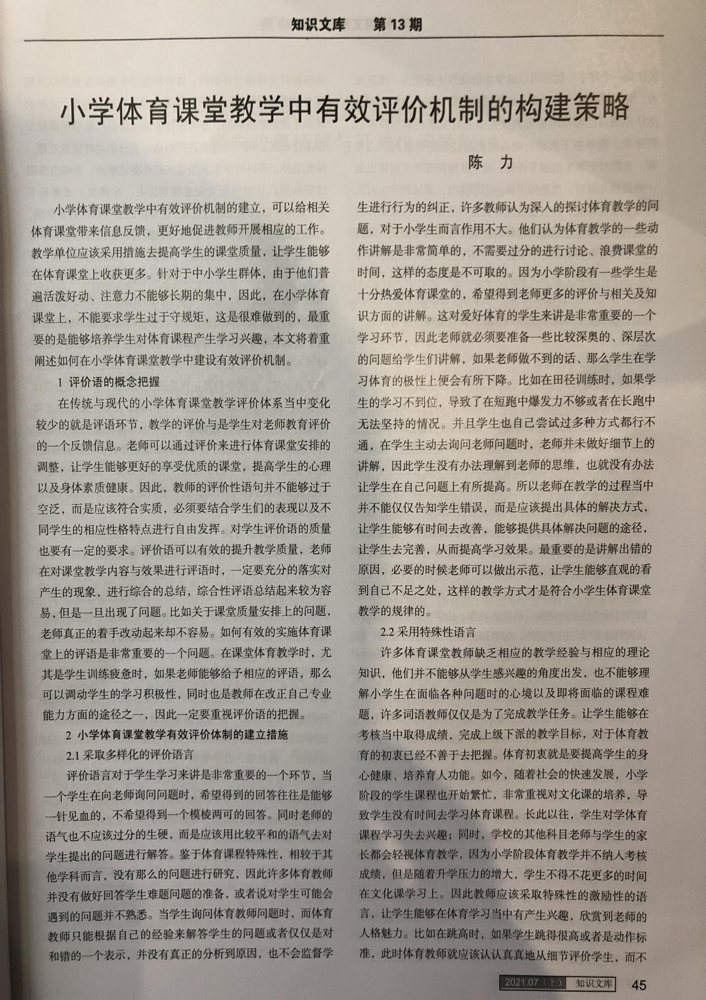 知识文库 第13期
小学体育课堂教学中有效评价机制的构建策略
陈 力
小学体育课堂教学中有效评价机制的建立，可以给相关
体育课堂带来信息反馈，更好地促进教师开展相应的工作。
教学单位应该采用措施去提高学生的课堂质量，让学生能够
在体育课堂上收获更多。针对于中小学生群体，由于他们普
遍活泼好动、注意力不能够长期的集中，因此，在小学体育
课堂上，不能要求学生过于守规矩，这是很难做到的，最重
要的是能够培养学生对体育课程产生学习兴趣，本文将着重
阐述如何在小学体育课堂教学中建设有效评价机制。
1 评价语的概念把握
在传统与现代的小学体育课堂教学评价体系当中变化
较少的就是评语环节，教学的评价与是学生对老师教育评价
的一个反馈信息。老师可以通过评价来进行体育课堂安排的
调整，让学生能够更好的享受优质的课堂，提高学生的心理
以及身体素质健康。因此，教师的评价性语句并不能够过于
空泛，而是应该符合实质，必须要结合学生们的表现以及不
同学生的相应性格特点进行自由发挥。对学生评价语的质量
也要有一定的要求。评价语可以有效的提升教学质量，老师
在对课堂教学内容与效果进行评语时，一定要充分的落实对
产生的现象，进行综合的总结，综合性评语总结起来较为容
易，但是一旦出现了问题。比如关于课堂质量安排上的问题，
老师真正的着手改动起来却不容易。如何有效的实施体育课
堂上的评语是非常重要的一个问题。在课堂体育教学时，尤
其是学生训练疲惫时，如果老师能够给予相应的评语，那么
可以调动学生的学习积极性，同时也是教师在改正自己专业
能力方面的途径之一，因此一定要重视评价语的把握。
2 小学体育课堂教学有效评价体制的建立措施
2.1 采取多样化的评价语言
评价语言对于学生学习来讲是非常重要的一个环节，当
一个学生在向老师询问问题时，希望得到的回答往往是能够
一针见血的，不希望得到一个模棱两可的回答。同时老师的
语气也不应该过分的生硬，而是应该用比较平和的语气去对
学生提出的问题进行解答。鉴于体育课程特殊性，相较于其
他学科而言，没有那么的问题进行研究，因此许多体育教师
并没有做好回答学生难题问题的准备，或者说对学生可能会
遇到的问题并不熟悉。当学生询问体育教师问题时，而体育
教师只能根据自己的经验来解答学生的问题或者仅仅是对
和错的一个表示，并没有真正的分析到原因，也不会监督学
生进行行为的纠正，许多教师认为深入的探讨体育教学的问
题，对于小学生而言作用不大。他们认为体育教学的一些动
作讲解是非常简单的，不需要过分的进行讨论、浪费课堂的
时间，这样的态度是不可取的。因为小学阶段有一些学生是
十分热爱体育课堂的，希望得到老师更多的评价与相关及知
识方面的讲解。这对爱好体育的学生来讲是非常重要的一个
学习环节，因此老师就必须要准备一些比较深奥的、深层次
的问题给学生们讲解，如果老师做不到的话、那么学生在学
习体育的极性上便会有所下降。比如在田径训练时，如果学
生的学习不到位，导致了在短跑中爆发力不够或者在长跑中
无法坚持的情况。并且学生也自己尝试过多种方式都行不
通，在学生主动去询问老师问题时，老师并未做好细节上的
讲解，因此学生没有办法理解到老师的思维，也就没有办法
让学生在自己问题上有所提高。所以老师在教学的过程当中
并不能仅仅告知学生错误，而是应该提出具体的解决方式，
让学生能够有时间去改善，能够提供具体解决问题的途径，
让学生去完善，从而提高学习效果。最重要的是讲解出错的
原因，必要的时候老师可以做出示范，让学生能够直观的看
到自己不足之处，这样的教学方式才是符合小学生体育课堂
教学的规律的。
2.2 采用特殊性语言
许多体育课堂教师缺乏相应的教学经验与相应的理论
知识，他们并不能够从学生感兴趣的角度出发，也不能够理
解小学生在面临各种问题时的心境以及即将面临的课程难
题，许多词语教师仅仅是为了完成教学任务。让学生能够在
考核当中取得成绩，完成上级下派的教学目标，对于体育教
育的初衷已经不善于去把握。体育初衷就是要提高学生的身
心健康、培养育人功能。如今，随着社会的快速发展，小学
阶段的学生课程也开始繁忙，非常重视对文化课的培养，导
致学生没有时间去学习体育课程。长此以往，学生对学体育
课程学习失去兴趣；同时，学校的其他科目老师与学生的家
长都会轻视体育教学，因为小学阶段体育教学并不纳入考核
成绩，但是随着升学压力的增大，学生不得不花更多的时间
在文化课学习上。因此教师应该采取特殊性的激励性的语
言，让学生能够在体育学习当中有产生兴趣，欣赏到老师的
人格魅力。比如在跳高时，如果学生跳得很高或者是动作标
准，此时体育教师就应该认认真真地从细节评价学生，而不
2021.07（上） 知识文库 45